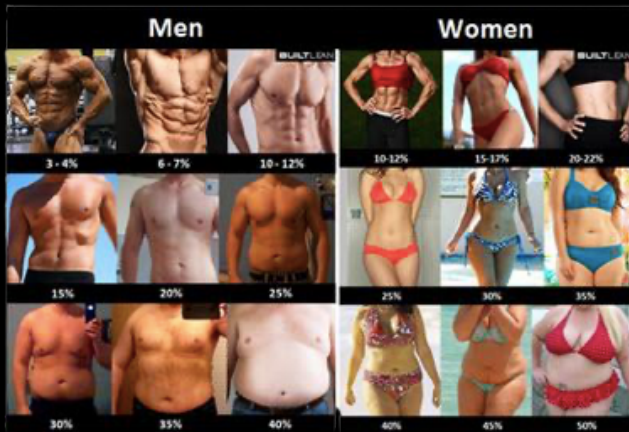 Men
Women
BUILTLEAN
BUILTLEAN
3 - 4%
6 - 7%
10 - 12%
10-12%
15-17%
20-22%
15%
20%
25%
25%
30%
35%
30%
35%
40%
40%
45%
50%